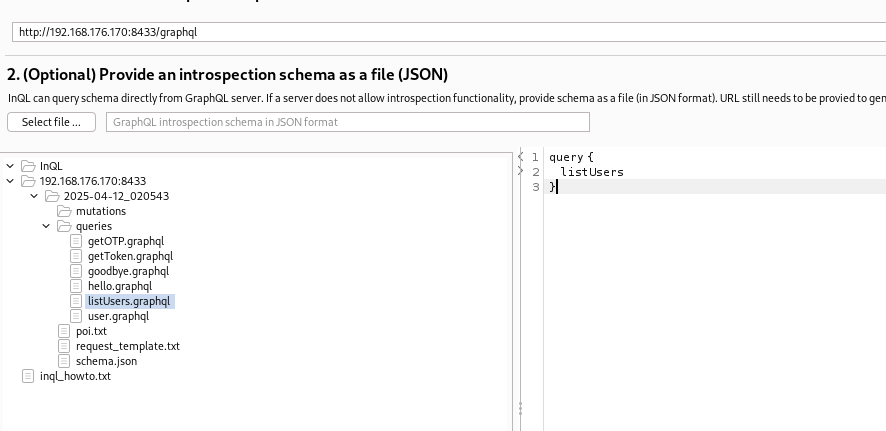 http://192.168.176.170:8433/graphql
2. (Optional) Provide an introspection schema as a file (JSON)
InQL can query schema directly from GraphQL server. If a server does not allow introspection functionality, provide schema as a file (in JSON format). URL still needs to be provied to gen
Select file ...
GraphQL introspection schema in JSON format
InQL
192.168.176.170:8433
2025-04-12_020543
mutations
queries
getOTP.graphql
getToken.graphql
goodbye.graphql
hello.graphql
listUsers.graphql
user.graphql
poi.txt
request_template.txt
schema.json
inql_howto.txt
1 query {
2 listUsers
3 }